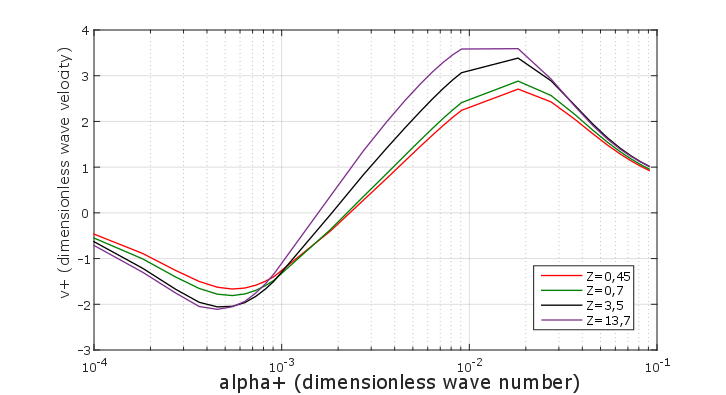 4
3
2
1
0
−1
−2
−3
v+ (dimensionless wave velocity)
Z=0,45
Z=0,7
Z=3,5
Z=13,7
10-4 10-3 10-2 10-1
alpha+ (dimensionless wave number)